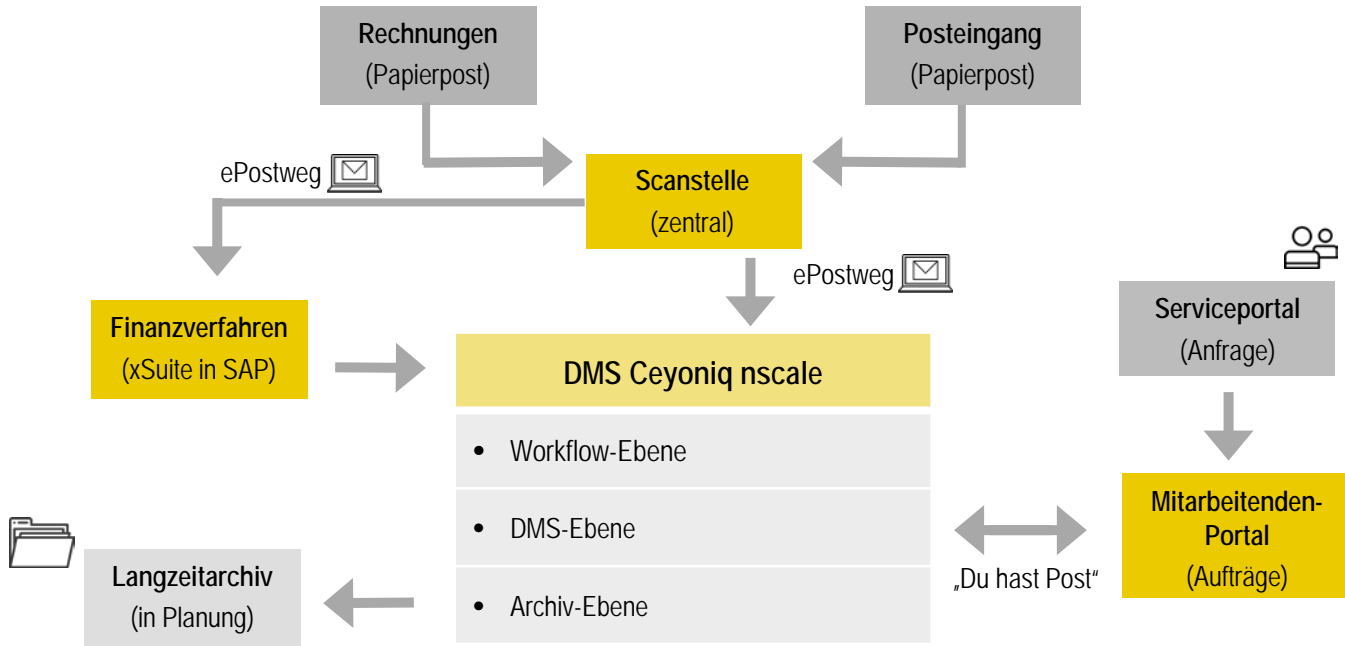 Rechnungen
(Papierpost)
Posteingang
(Papierpost)
ePostweg
Scanstelle
(zentral)
ePostweg
Finanzverfahren
(xSuite in SAP)
Serviceportal
(Anfrage)
DMS Ceyoniq nscale
• Workflow-Ebene
• DMS-Ebene
• Archiv-Ebene
Mitarbeitenden-
Portal
(Aufträge)
„Du hast Post“
Langzeitarchiv
(in Planung)